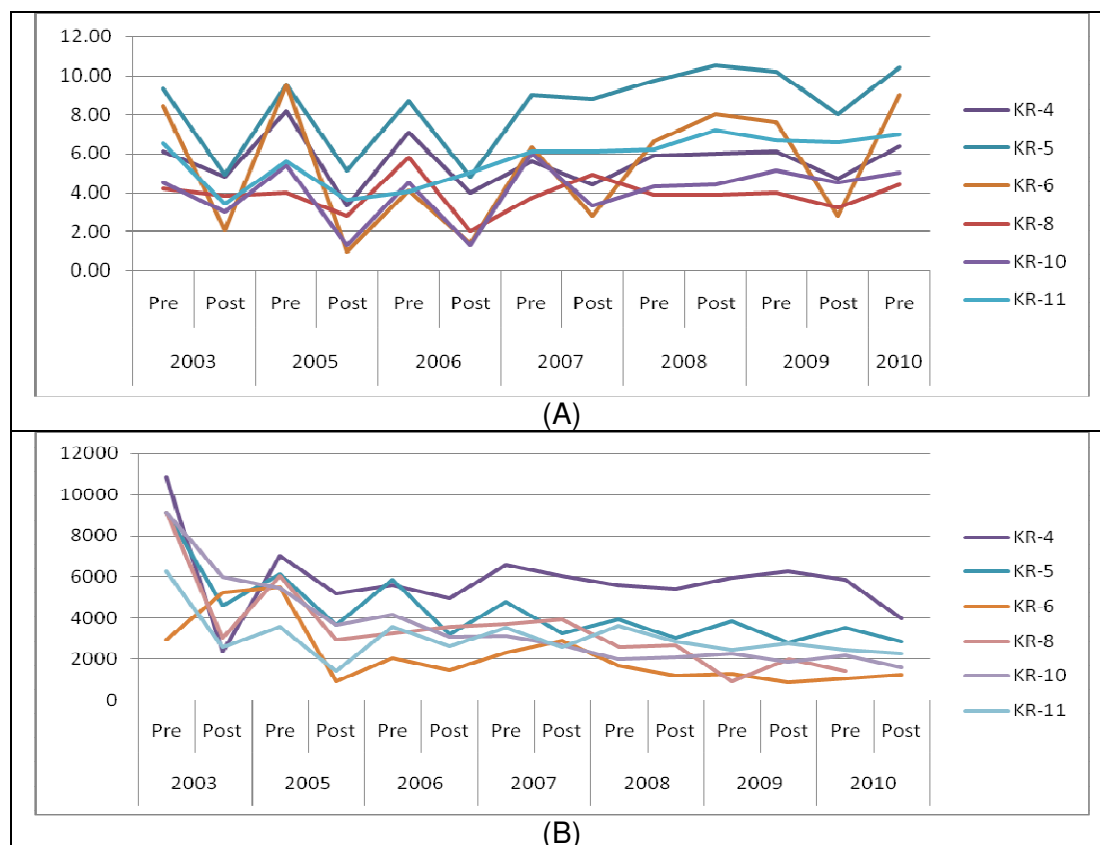 12.00
10.00
8.00
6.00
4.00
2.00
0.00
Pre Post Pre Post Pre Post Pre Post Pre Post Pre Post Pre
2003 2005 2006 2007 2008 2009 2010
KR-4
KR-5
KR-6
KR-8
KR-10
KR-11
(A)
12000
10000
8000
6000
4000
2000
0
Pre Post Pre Post Pre Post Pre Post Pre Post Pre Post Pre Post
2003 2005 2006 2007 2008 2009 2010
KR-4
KR-5
KR-6
KR-8
KR-10
KR-11
(B)